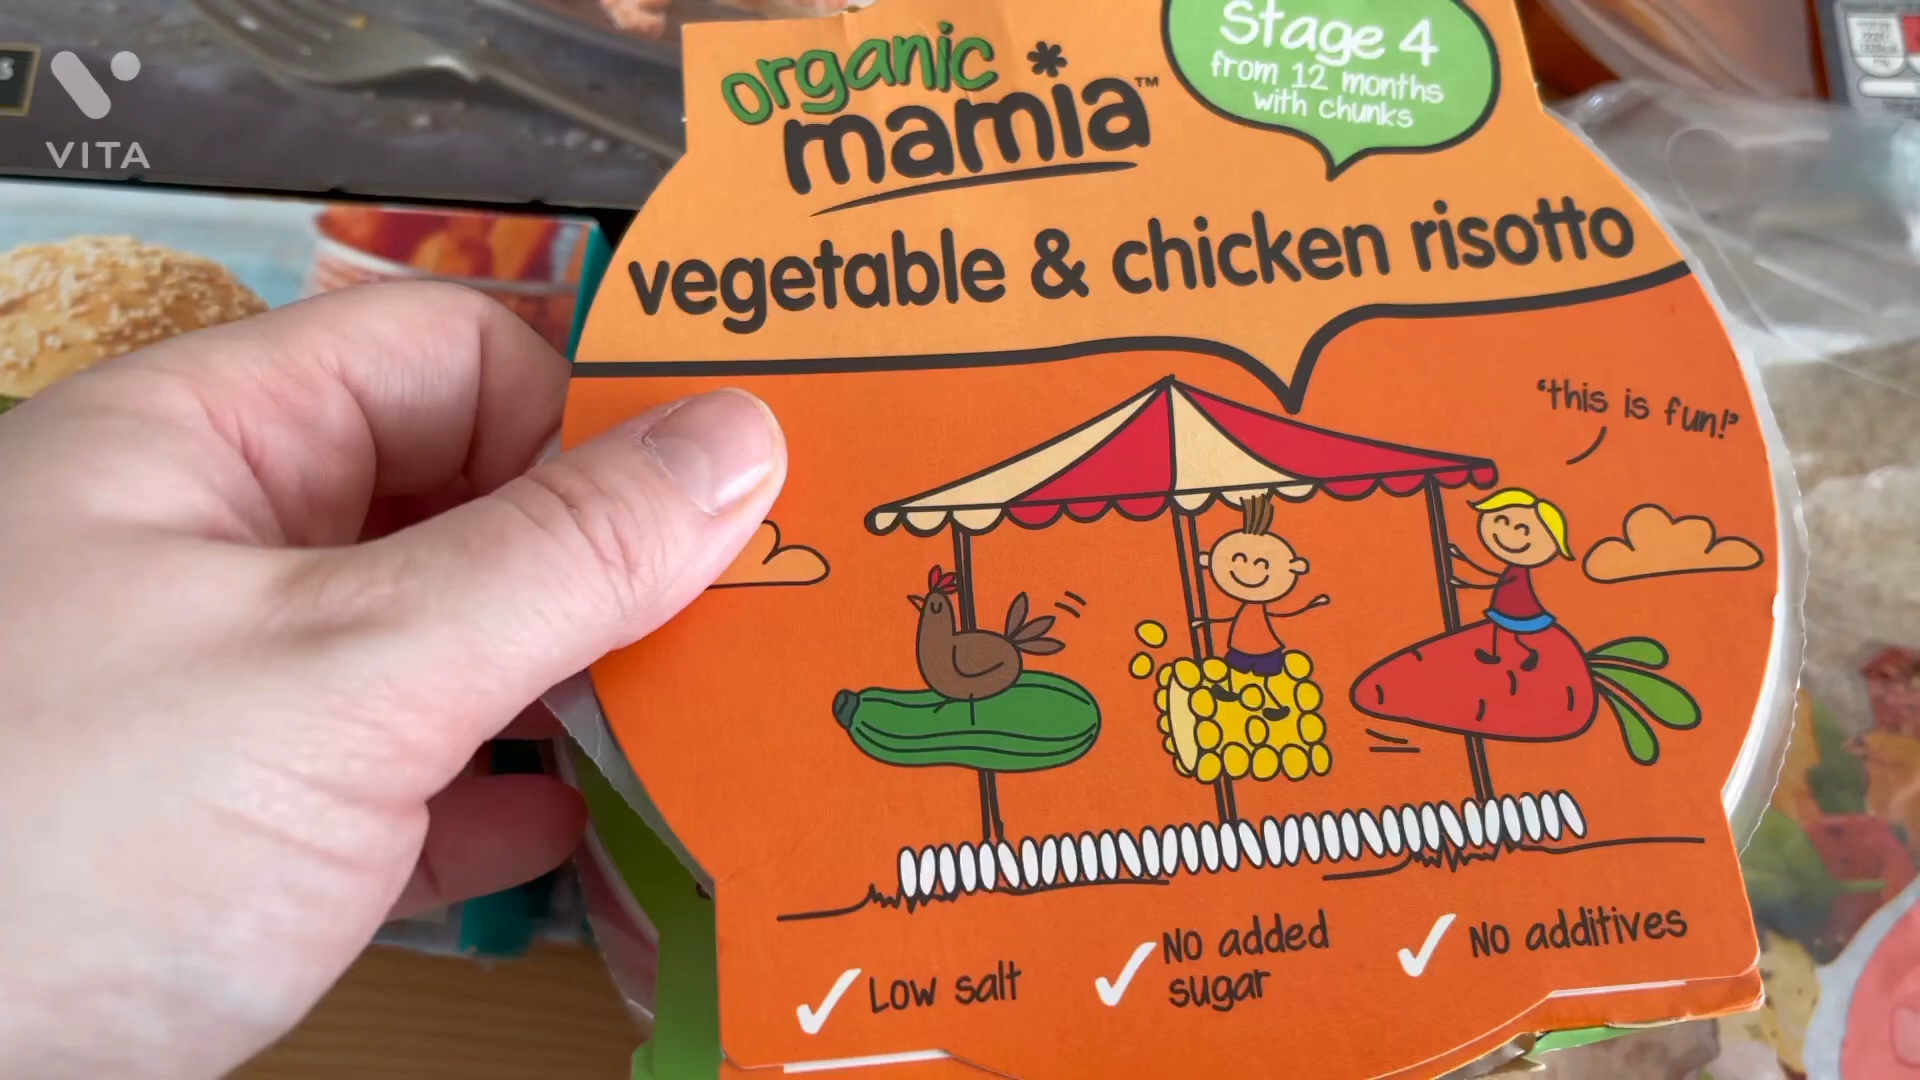 VITA
organic
mamia™
stage 4
from 12 months
with chunks
vegetable & chicken risotto
'this is fun!'
✓ Low salt
✓ No added
sugar
✓ No additives